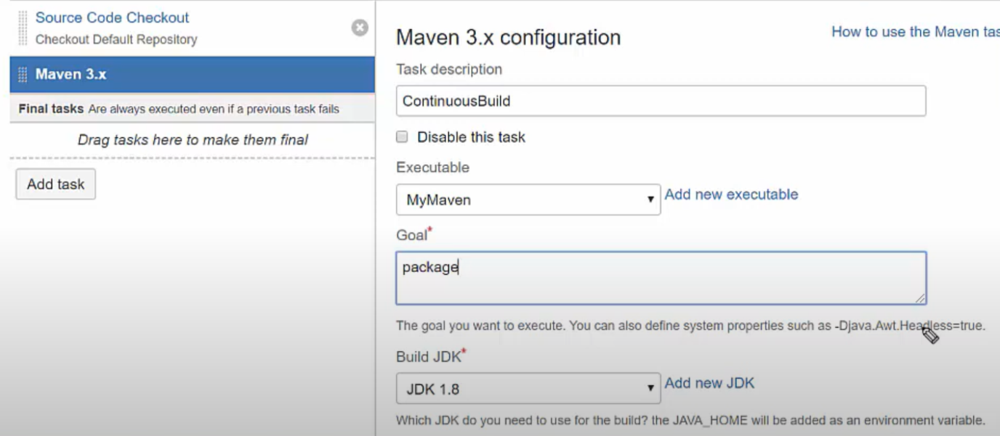 Source Code Checkout
Checkout Default Repository
Maven 3.x
Final tasks Are always executed even if a previous task fails
Drag tasks here to make them final
Add task
Maven 3.x configuration
How to use the Maven tas
Task description
ContinuousBuild
Disable this task
Executable
MyMaven
Add new executable
Goal*
package
The goal you want to execute. You can also define system properties such as -Djava.Awt.Headless=true.
Build JDK*
JDK 1.8
Add new JDK
Which JDK do you need to use for the build? the JAVA_HOME will be added as an environment variable.